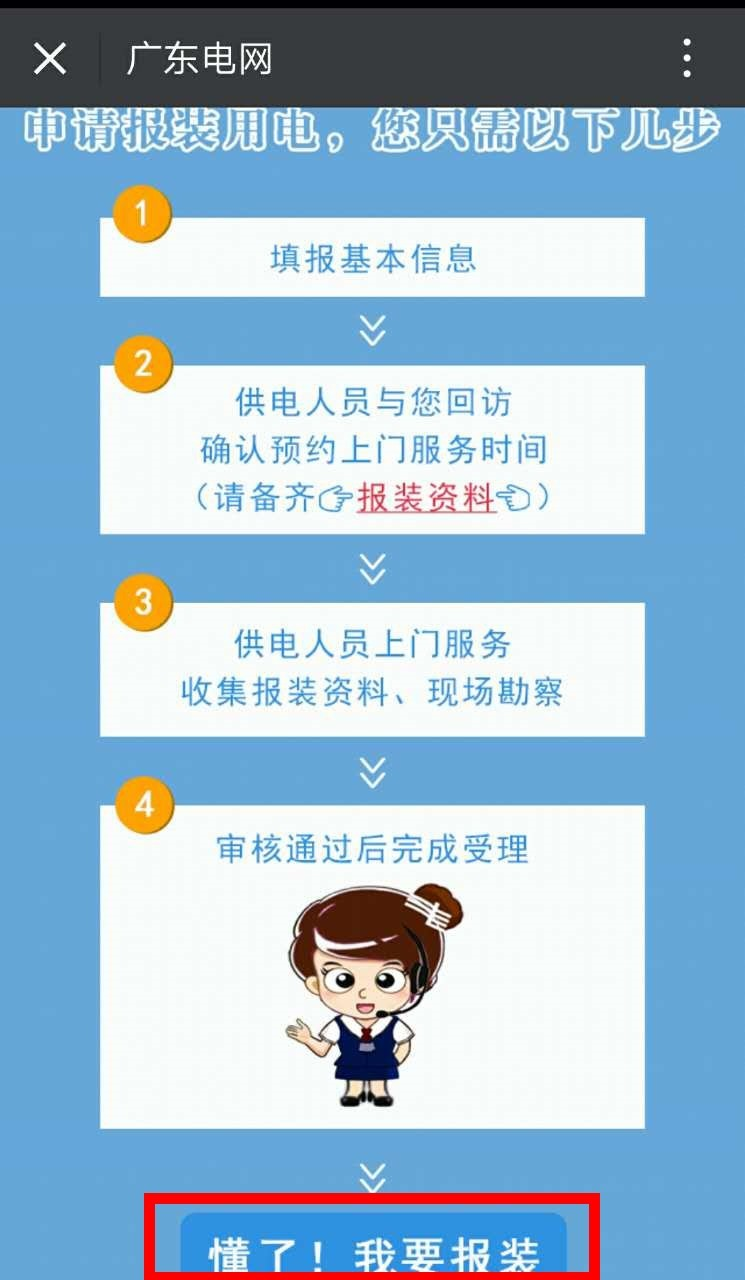 广东电网
申请报装用电，您只需以下几步
1
填报基本信息
2
供电人员与您回访
确认预约上门服务时间
（请备齐👉报装资料👈）
3
供电人员上门服务
收集报装资料、现场勘察
4
审核通过后完成受理
懂了！我要报装